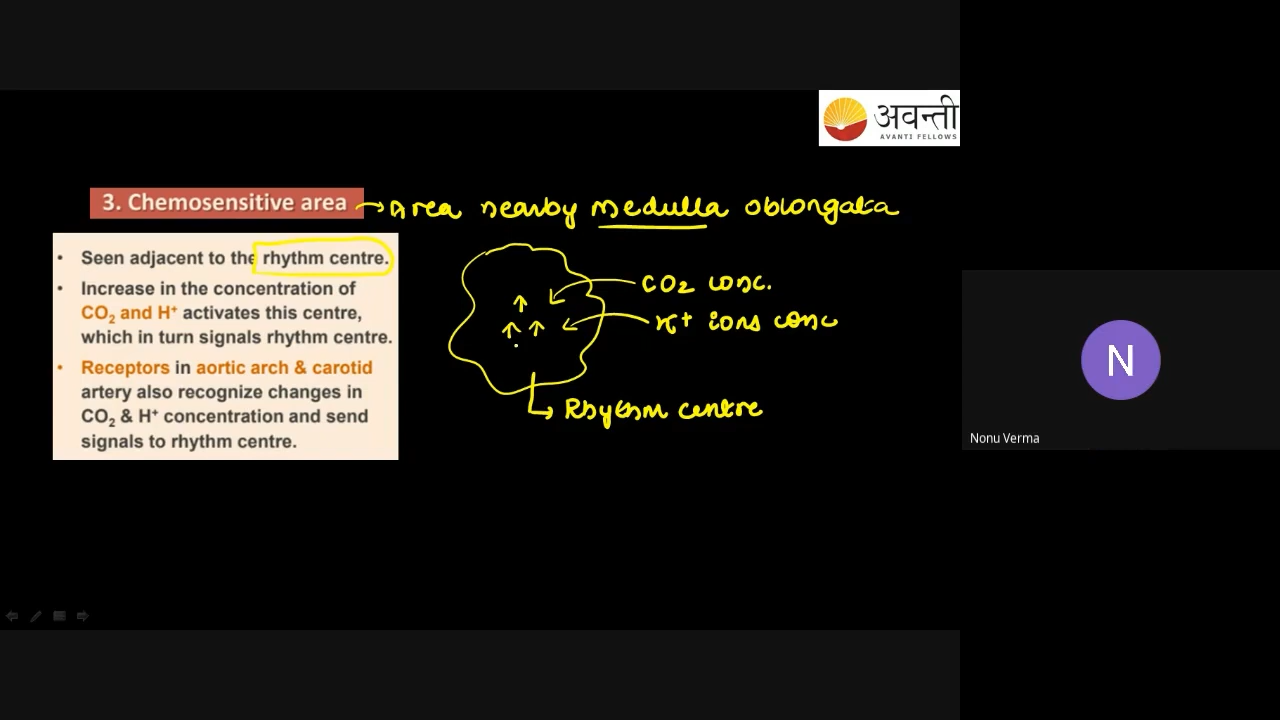 अवन्ती
AVANTI FELLOWS
3. Chemosensitive area → Area nearby medulla oblongata
• Seen adjacent to the rhythm centre.
• Increase in the concentration of
CO₂ and H⁺ activates this centre,
which in turn signals rhythm centre.
• Receptors in aortic arch & carotid
artery also recognize changes in
CO₂ & H⁺ concentration and send
signals to rhythm centre.
CO2 conc.
H+ ions conc
Rhythm centre
N
Nonu Verma